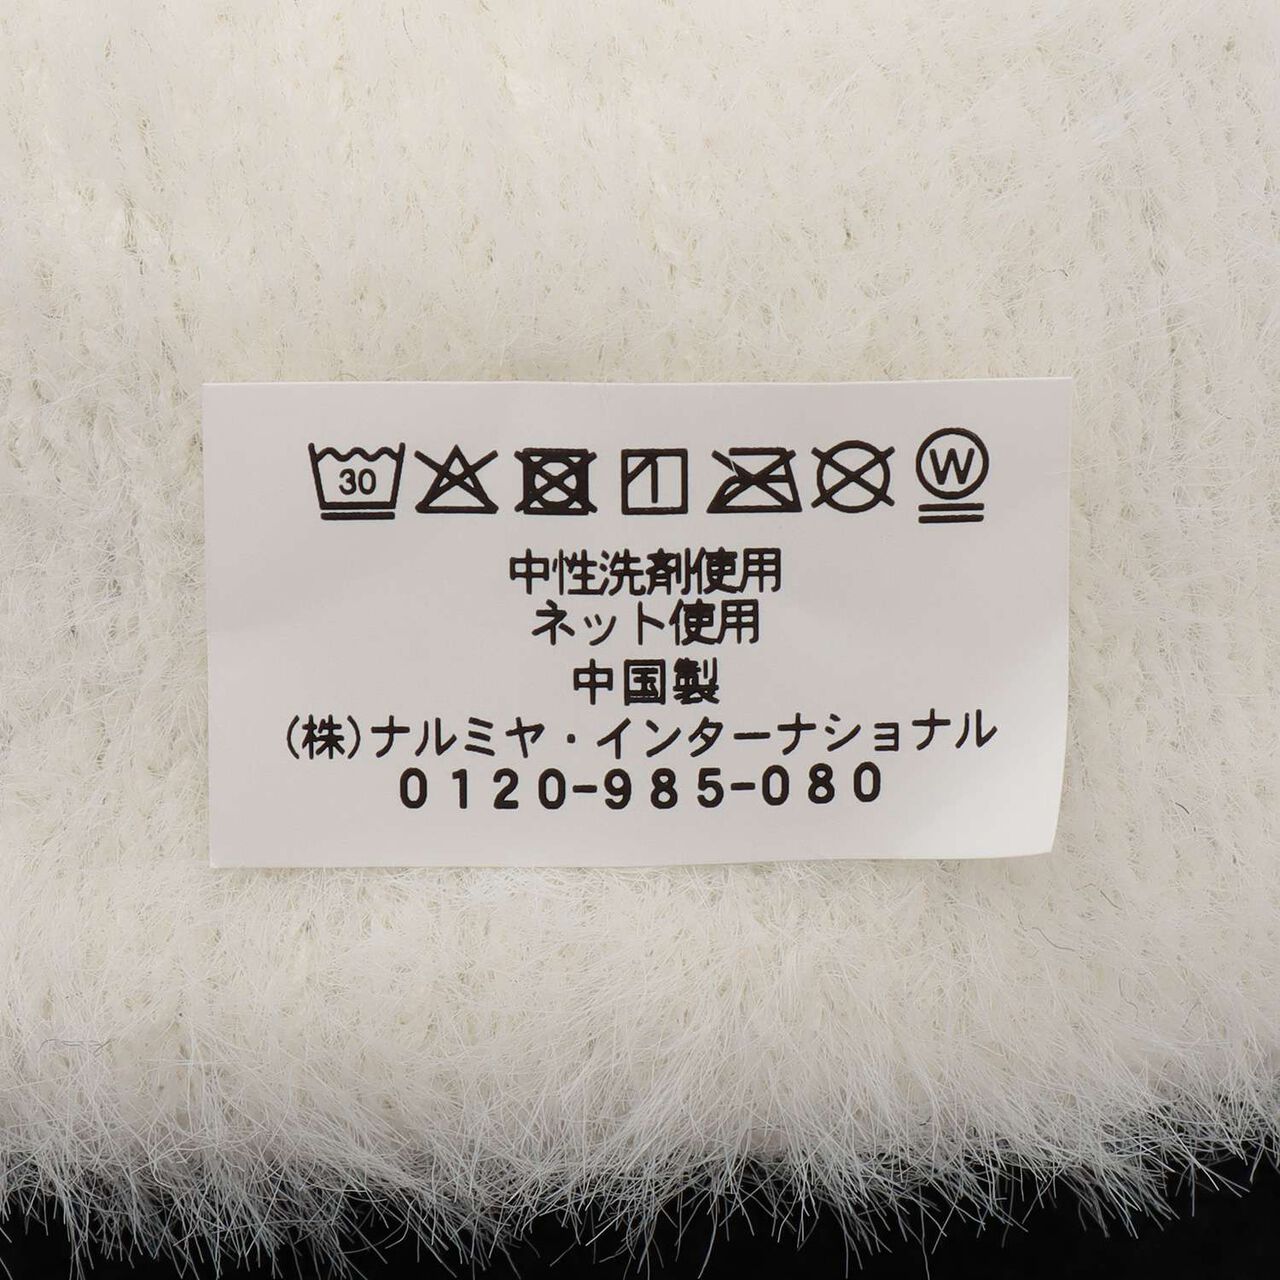 30 W
中性洗剤使用
ネット使用
中国製
(株)ナルミヤ・インターナショナル
0120-985-080